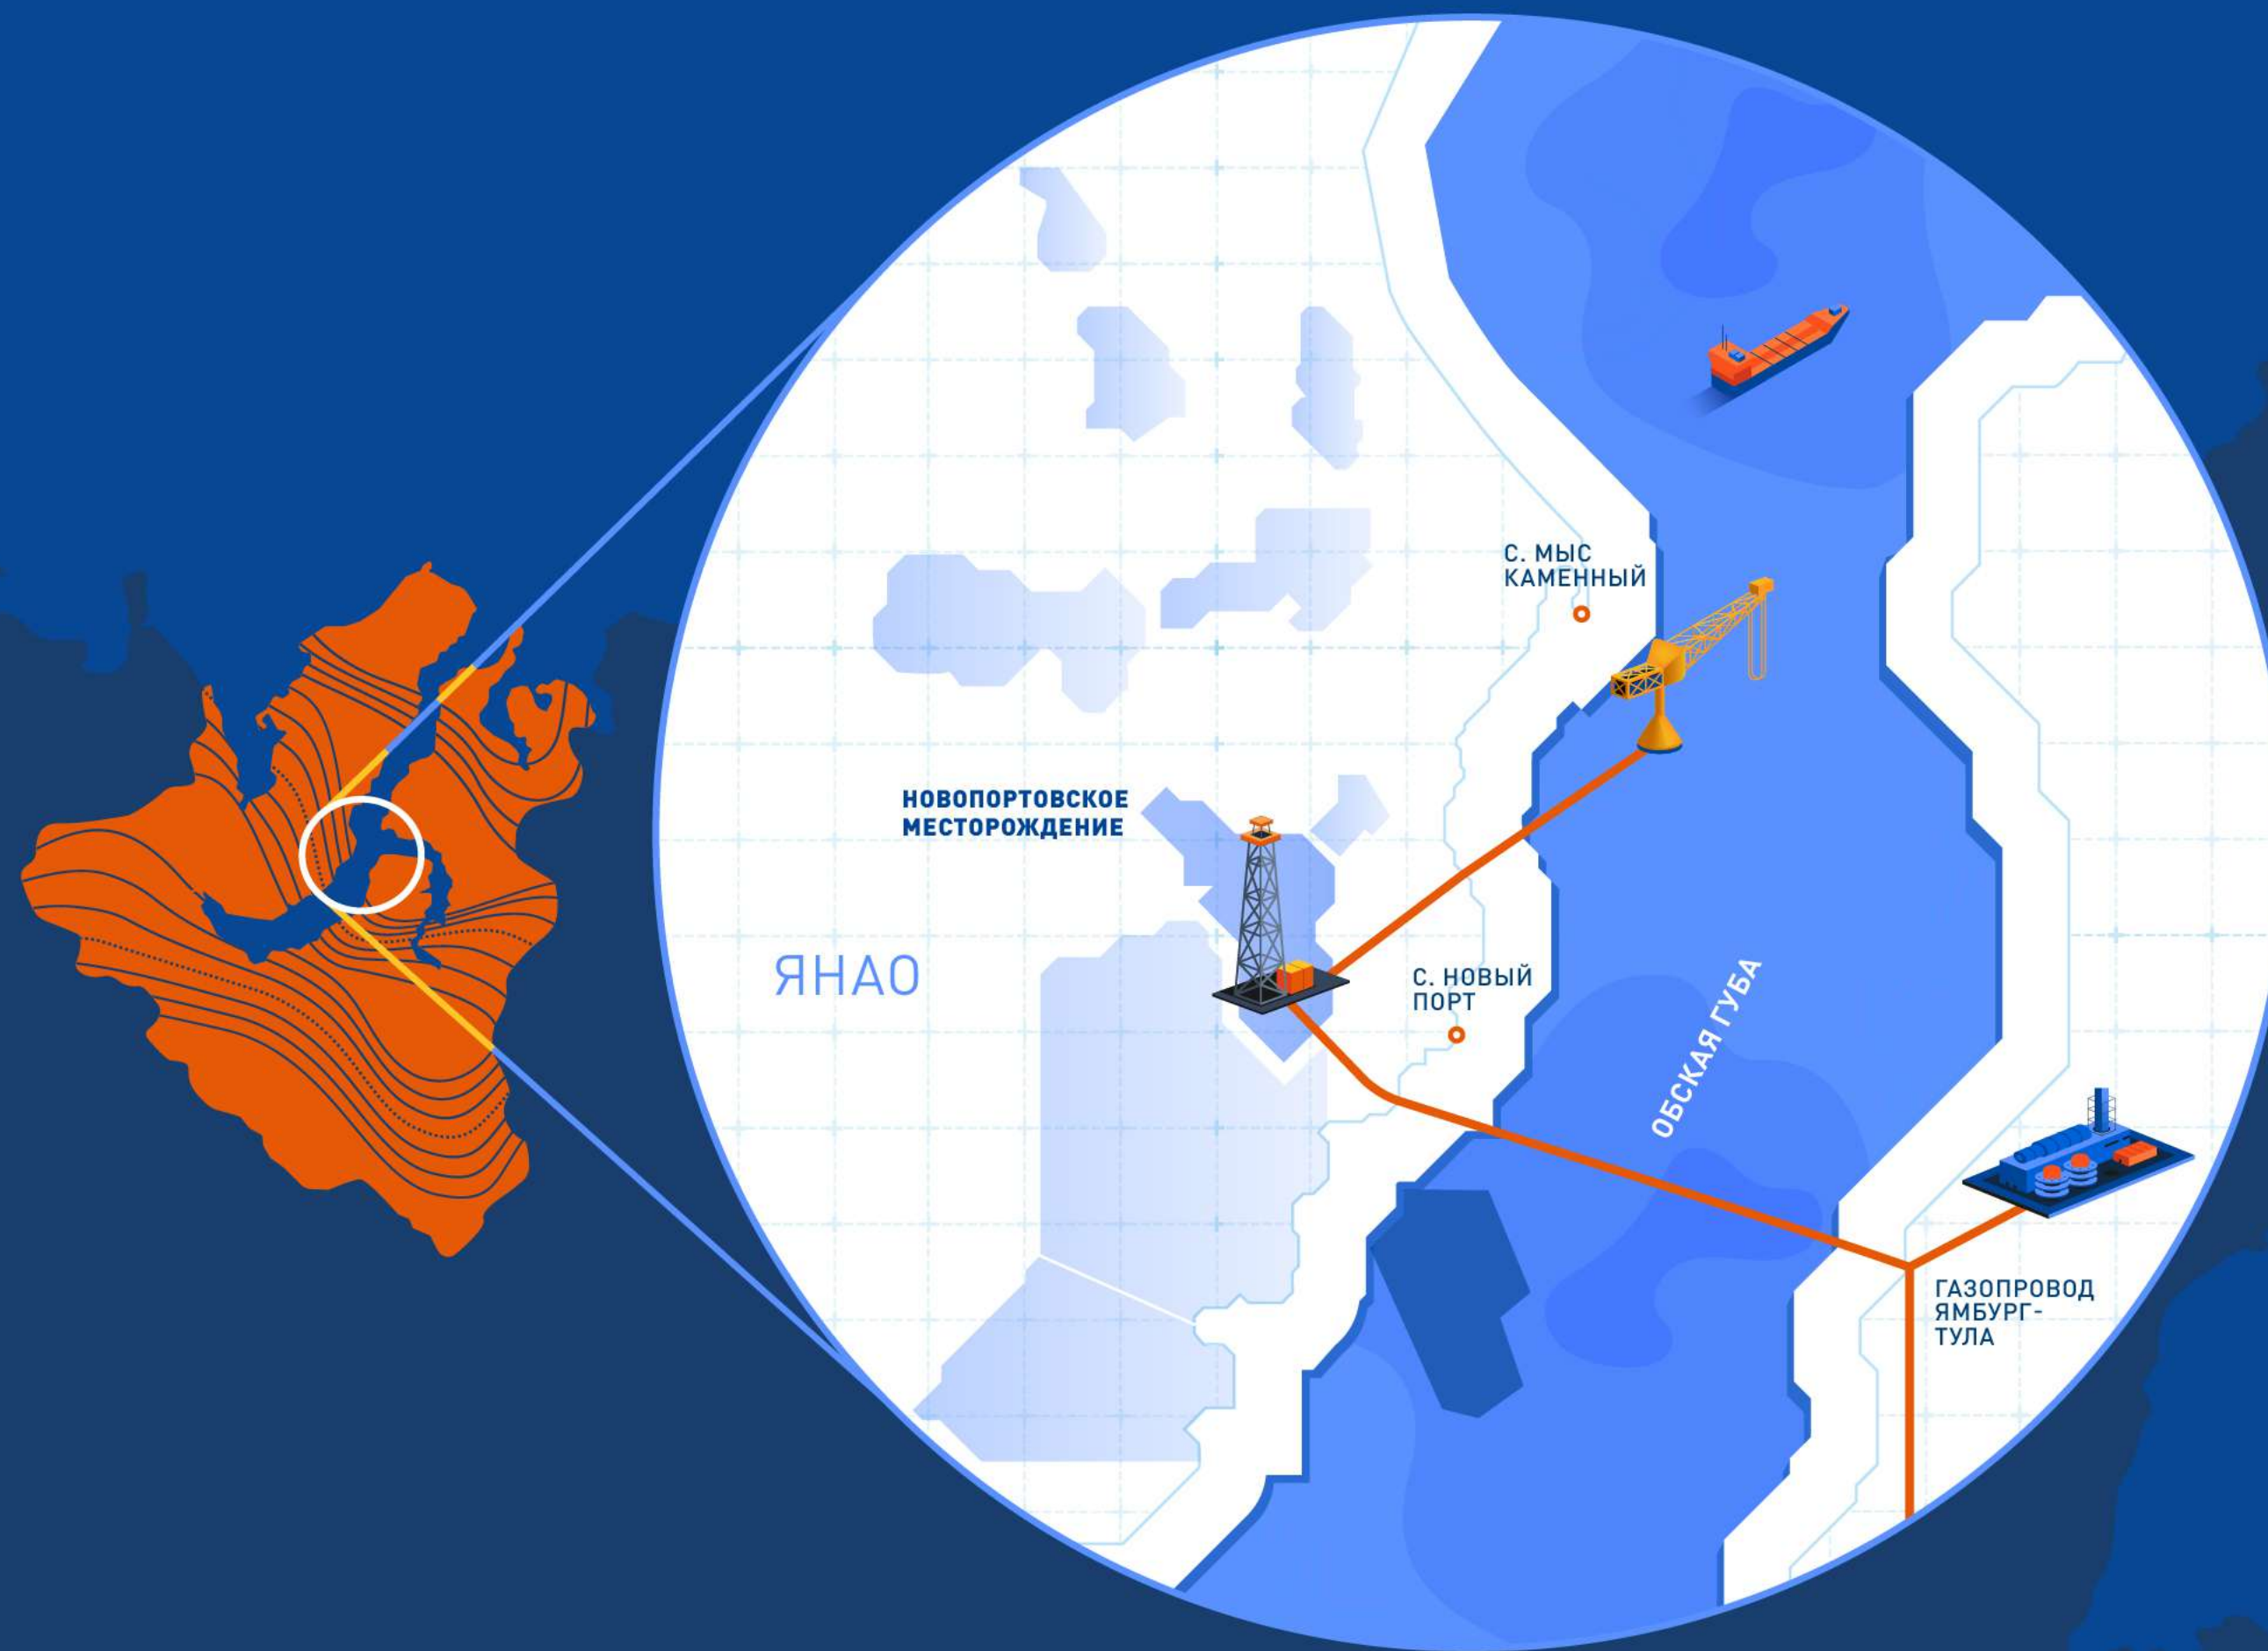 С. МЫС
КАМЕННЫЙ
НОВОПОРТОВСКОЕ
МЕСТОРОЖДЕНИЕ
ЯНАО
С. НОВЫЙ
ПОРТ
ОБСКАЯ ГУБА
ГАЗОПРОВОД
ЯМБУРГ-
ТУЛА